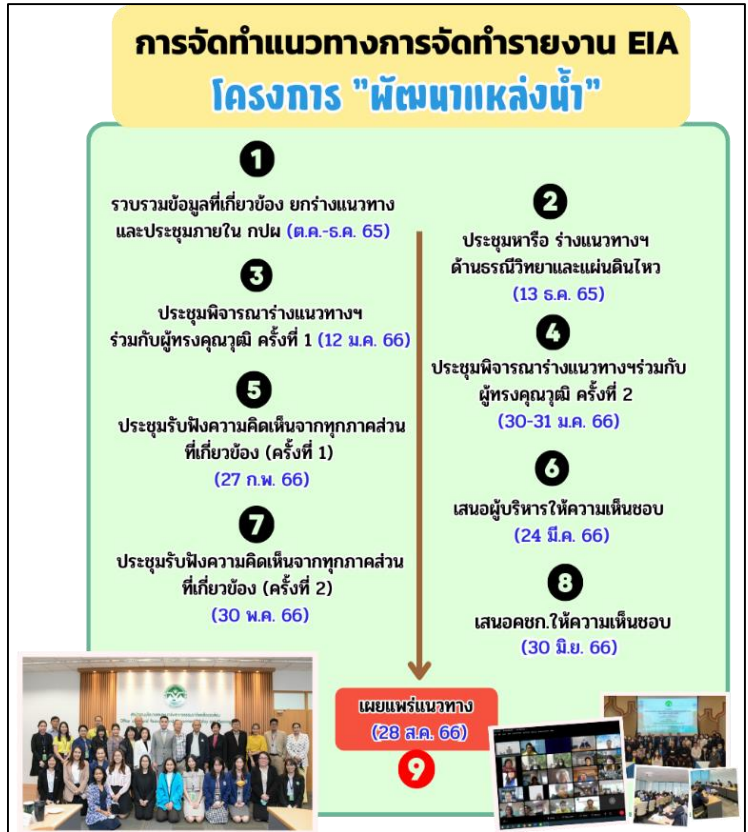 การจัดทำแนวทางการจัดทำรายงาน EIA
โครงการ "พัฒนาแหล่งน้ำ"
1
รวบรวมข้อมูลที่เกี่ยวข้อง ยกร่างแนวทาง
และประชุมภายใน กปผ (ต.ค.-ธ.ค. 65)
2
ประชุมหารือ ร่างแนวทางฯ
ด้านธรณีวิทยาและแผ่นดินไหว
(13 ธ.ค. 65)
3
ประชุมพิจารณาร่างแนวทางฯ
ร่วมกับผู้ทรงคุณวุฒิ ครั้งที่ 1 (12 ม.ค. 66)
4
ประชุมพิจารณาร่างแนวทางฯร่วมกับ
ผู้ทรงคุณวุฒิ ครั้งที่ 2
(30-31 ม.ค. 66)
5
ประชุมรับฟังความคิดเห็นจากทุกภาคส่วน
ที่เกี่ยวข้อง (ครั้งที่ 1)
(27 ก.พ. 66)
6
เสนอผู้บริหารให้ความเห็นชอบ
(24 มี.ค. 66)
7
ประชุมรับฟังความคิดเห็นจากทุกภาคส่วน
ที่เกี่ยวข้อง (ครั้งที่ 2)
(30 พ.ค. 66)
8
เสนอคชก.ให้ความเห็นชอบ
(30 มิ.ย. 66)
เผยแพร่แนวทาง
(28 ส.ค. 66)
9